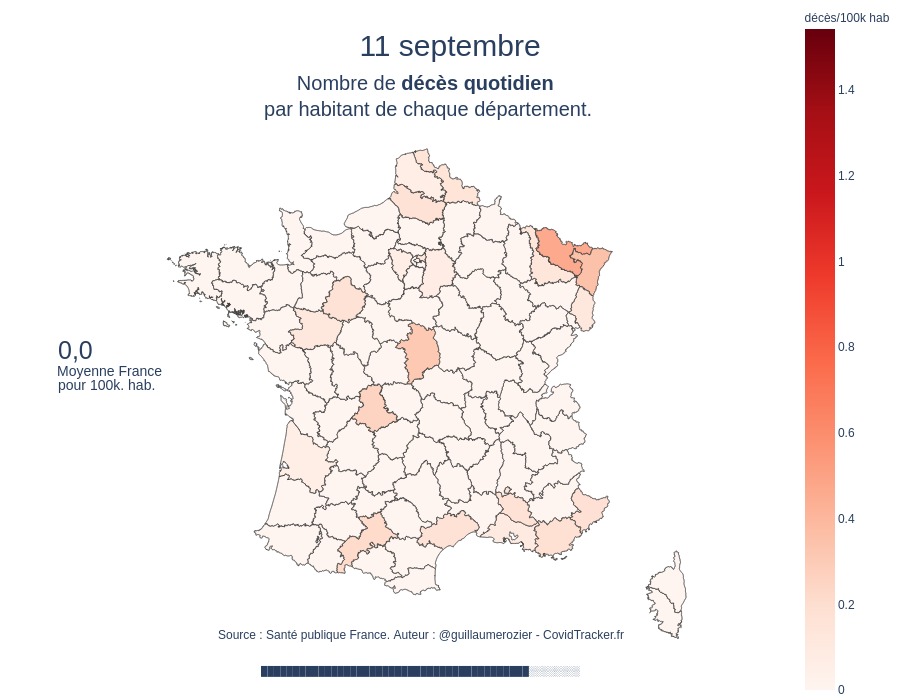 décès/100k hab
11 septembre
Nombre de décès quotidien
par habitant de chaque département.
1.4
1.2
1
0.8
0.6
0.4
0.2
0
0,0
Moyenne France
pour 100k. hab.
Source : Santé publique France. Auteur : @guillaumerozier - CovidTracker.fr